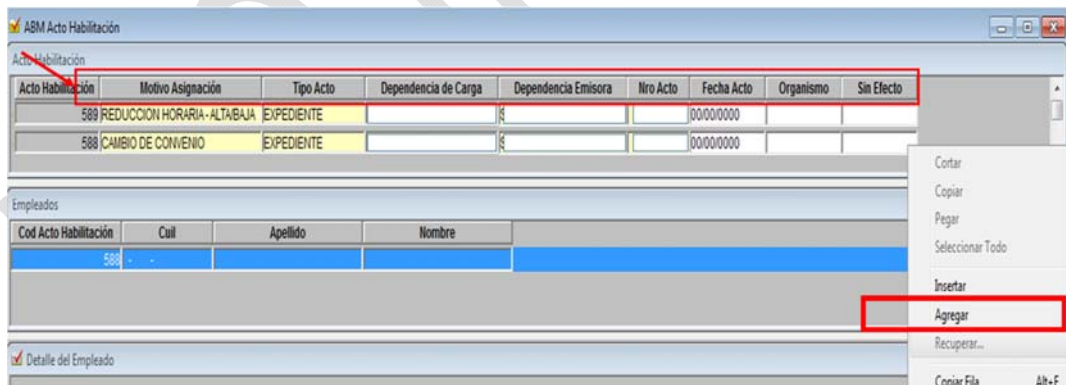 ABM Acto Habilitación
Acto Habilitación
Acto Habilitación Motivo Asignación Tipo Acto Dependencia de Carga Dependencia Emisora Nro Acto Fecha Acto Organismo Sin Efecto
589 REDUCCION HORARIA - ALTA/BAJA EXPEDIENTE 00/00/0000
588 CAMBIO DE CONVENIO EXPEDIENTE 00/00/0000
Cortar
Copiar
Pegar
Seleccionar Todo
Insertar
Agregar
Recuperar...
Copiar Fila Alt+F
Empleados
Cod Acto Habilitación Cuil Apellido Nombre
588 - -
Detalle del Empleado